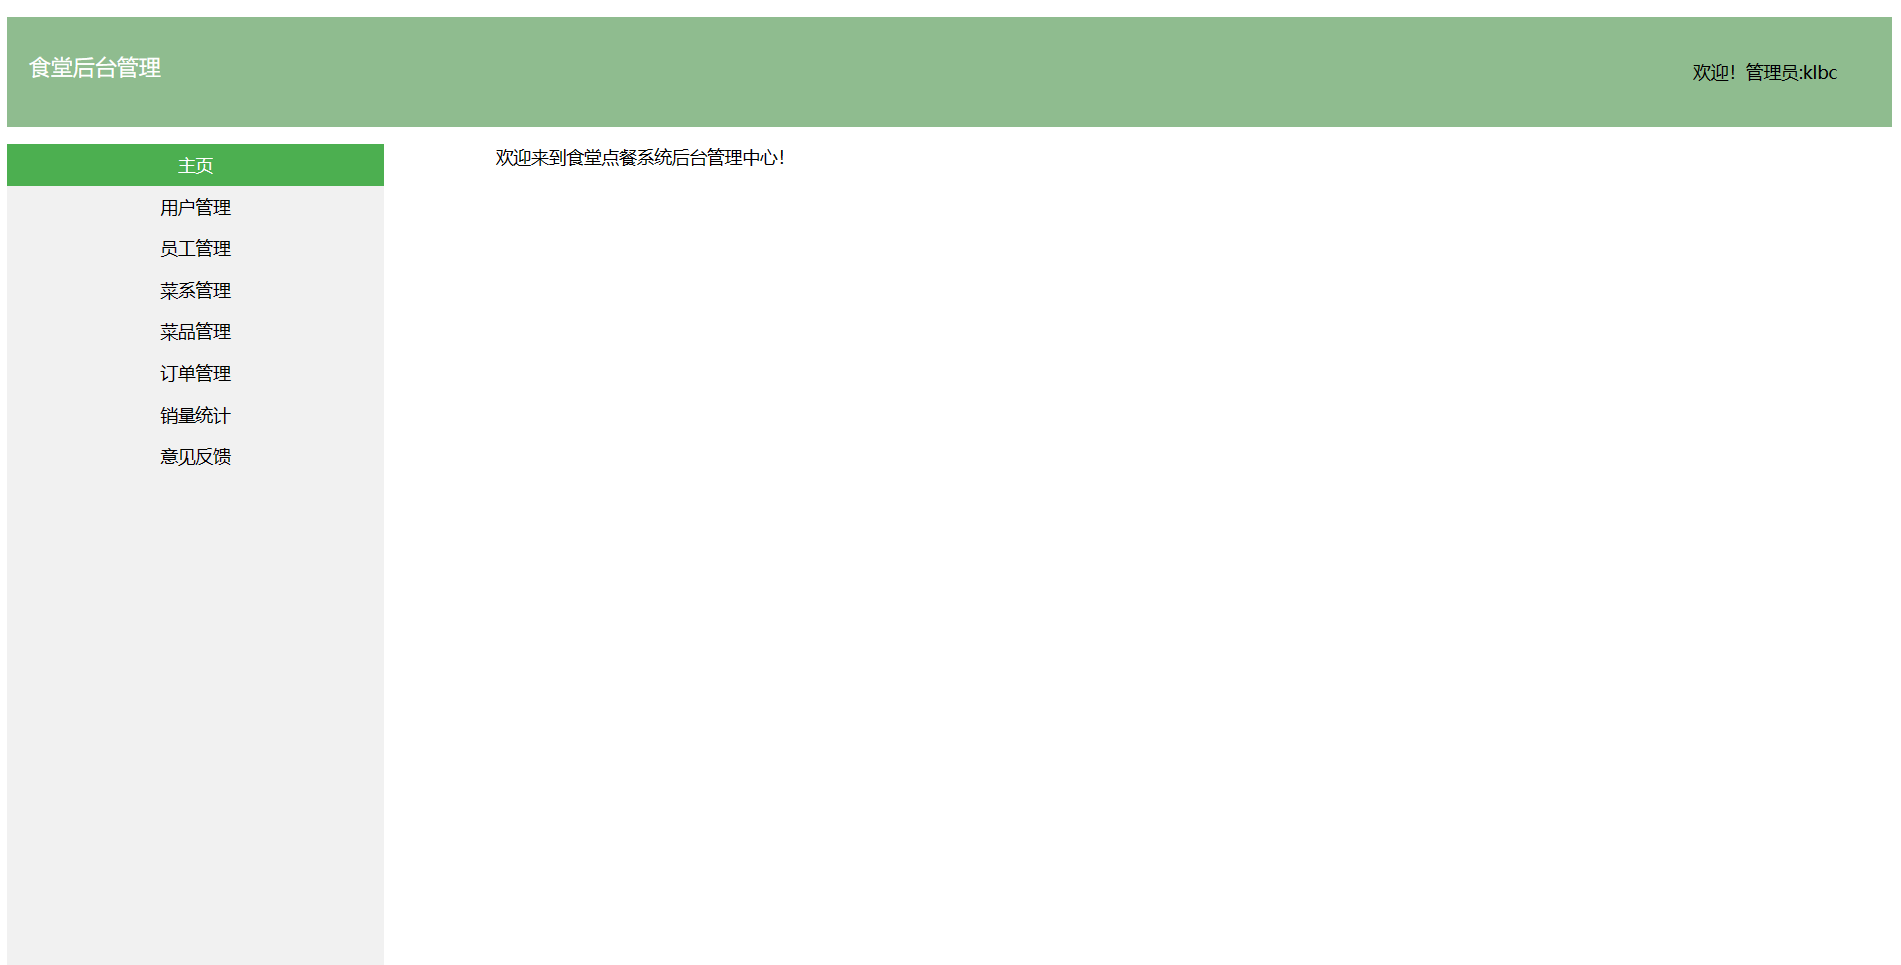 食堂后台管理
欢迎！管理员:klbc
主页
欢迎来到食堂点餐系统后台管理中心！
用户管理
员工管理
菜系管理
菜品管理
订单管理
销量统计
意见反馈